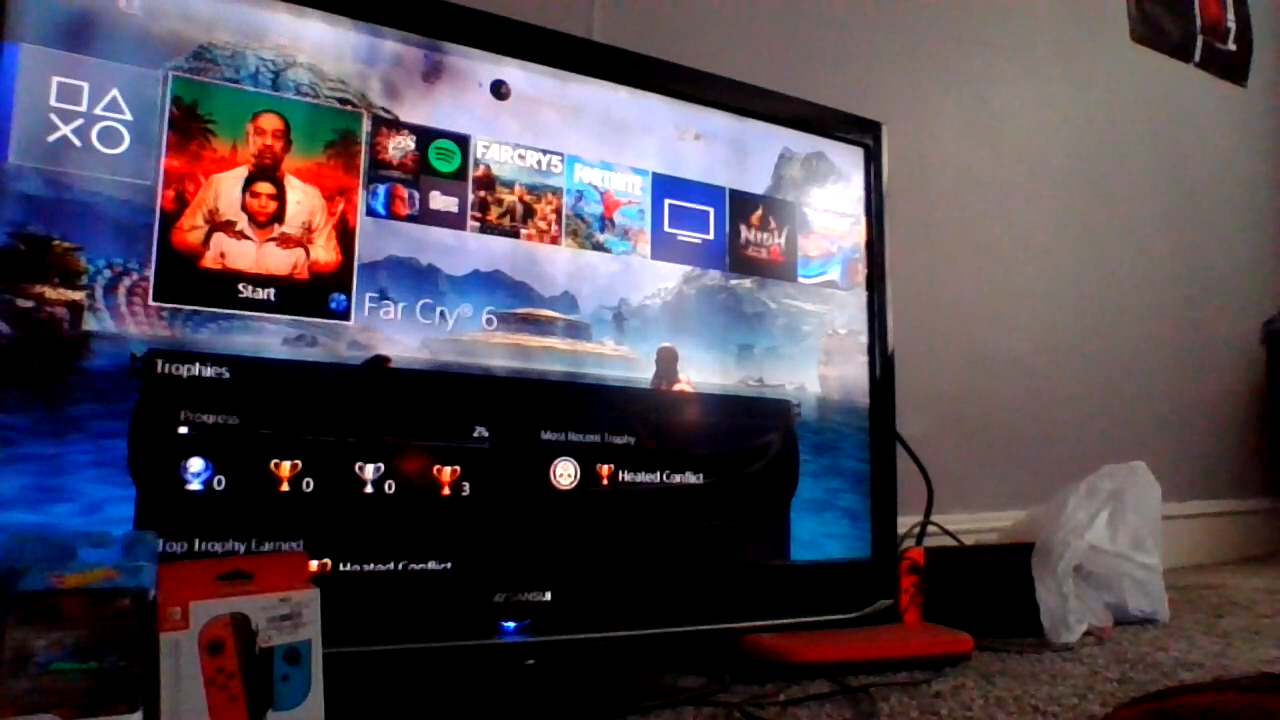 FARCRY5
FORTNITE
NIOH
Start
Far Cry® 6
Trophies
Progress
2%
Most Recent Trophy
0
0
0
3
Heated Conflict
Top Trophy Earned
Heated Conflict
SANSUI